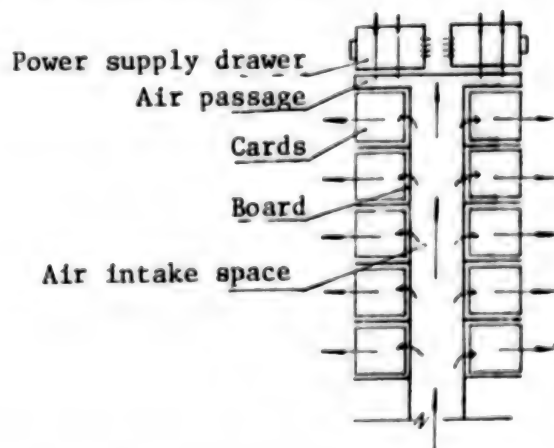 Power supply drawer
Air passage
Cards
Board
Air intake space